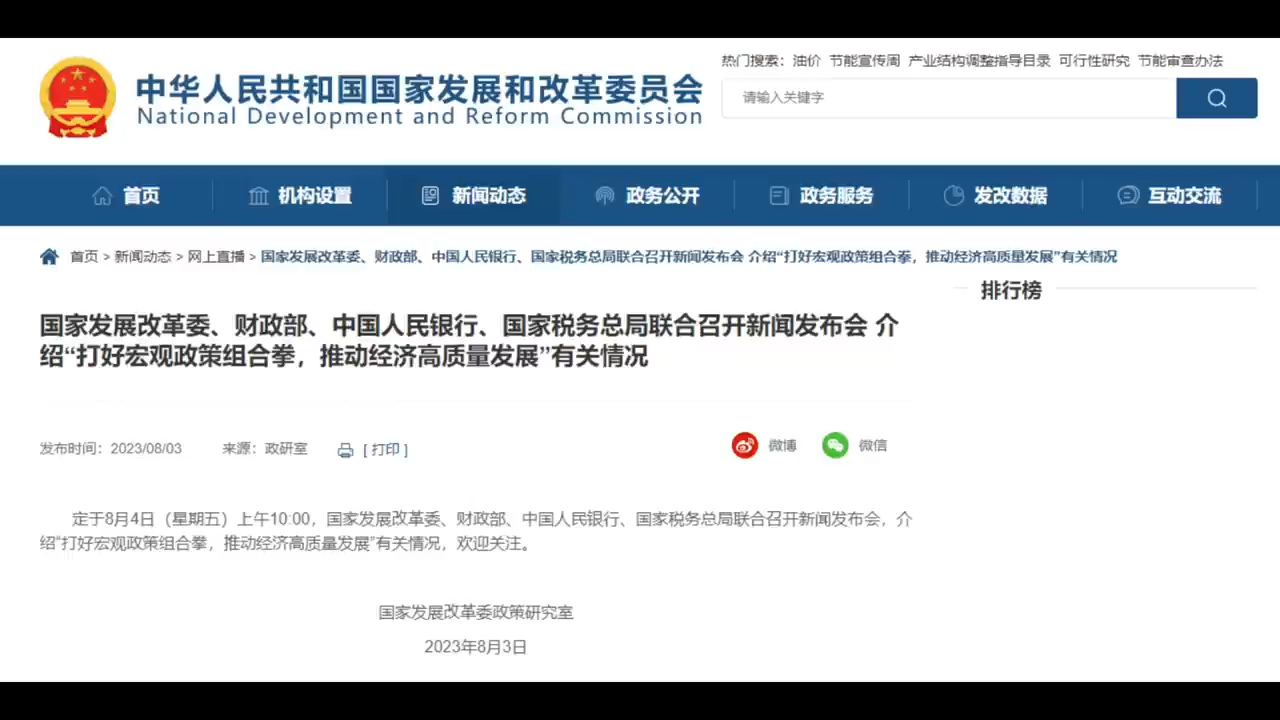 中华人民共和国国家发展和改革委员会
National Development and Reform Commission
热门搜索：油价 节能宣传周 产业结构调整指导目录 可行性研究 节能审查办法
请输入关键字
首页 机构设置 新闻动态 政务公开 政务服务 发改数据 互动交流
首页 > 新闻动态 > 网上直播 > 国家发展改革委、财政部、中国人民银行、国家税务总局联合召开新闻发布会 介绍“打好宏观政策组合拳，推动经济高质量发展”有关情况
排行榜
国家发展改革委、财政部、中国人民银行、国家税务总局联合召开新闻发布会 介
绍“打好宏观政策组合拳，推动经济高质量发展”有关情况
发布时间：2023/08/03 来源：政研室 [ 打印 ] 微博 微信
定于8月4日（星期五）上午10:00，国家发展改革委、财政部、中国人民银行、国家税务总局联合召开新闻发布会，介
绍“打好宏观政策组合拳，推动经济高质量发展”有关情况，欢迎关注。
国家发展改革委政策研究室
2023年8月3日